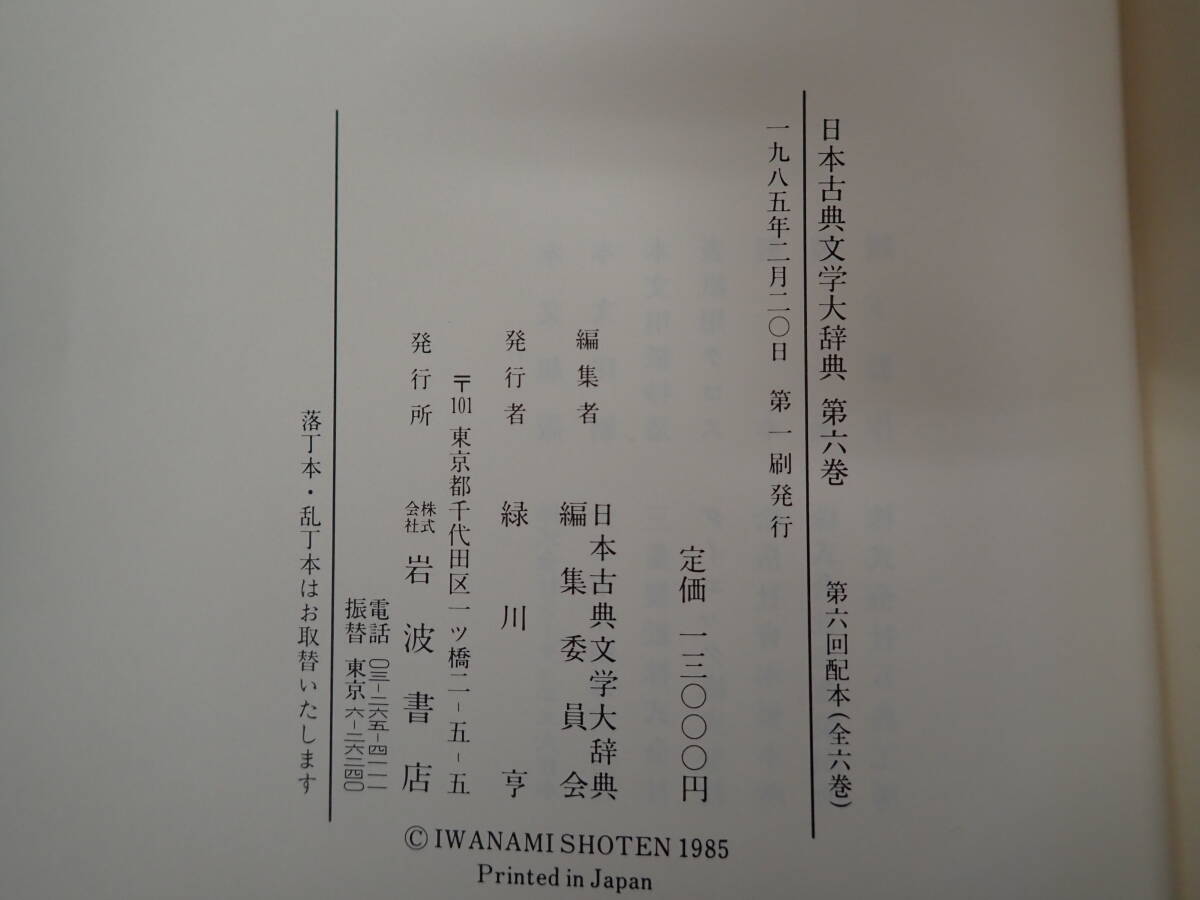 日本古典文学大辞典 第六巻 第六回配本(全六巻)
一九八五年二月二〇日 第一刷発行
定価 一三〇〇〇円
編集者 日本古典文学大辞典
編集委員会
発行者 緑川亨
〒101 東京都千代田区一ツ橋二-五-五
発行所 株式会社 岩波書店
電話 〇三-二六五-四一一一
振替 東京 六-二六二四〇
落丁本・乱丁本はお取替いたします
© IWANAMI SHOTEN 1985
Printed in Japan